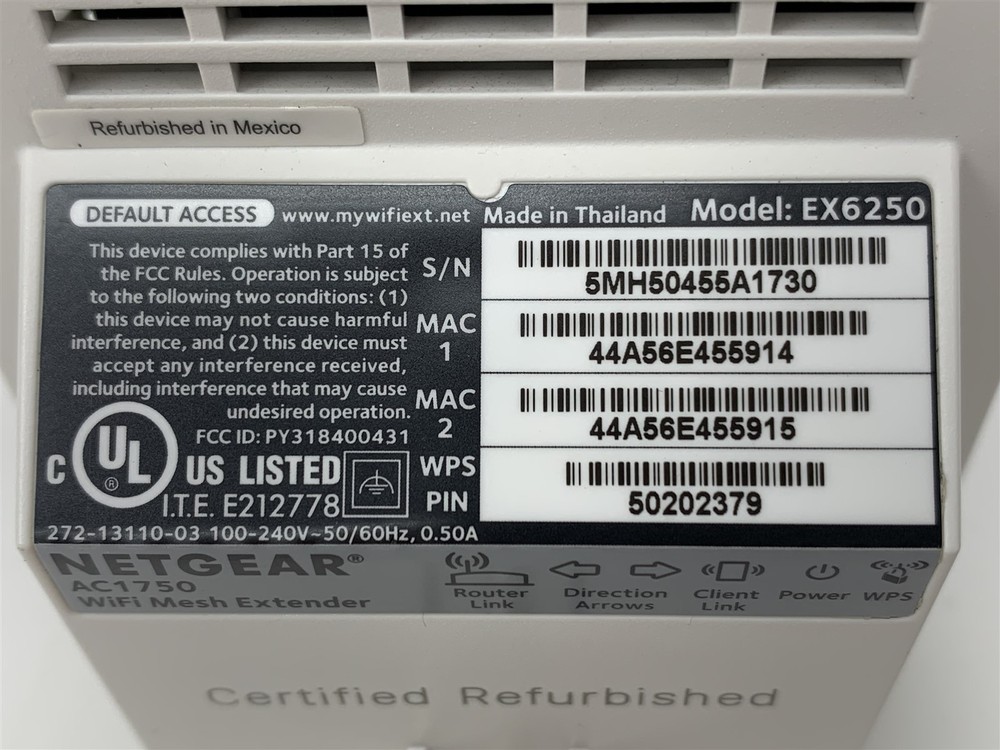 Refurbished in Mexico
DEFAULT ACCESS www.mywifiext.net Made in Thailand Model: EX6250
This device complies with Part 15 of
the FCC Rules. Operation is subject
to the following two conditions: (1)
this device may not cause harmful
interference, and (2) this device must
accept any interference received,
including interference that may cause
undesired operation.
FCC ID: PY318400431
S/N
5MH50455A1730
MAC
1
44A56E455914
MAC
2
44A56E455915
WPS
PIN
50202379
C UL ® US LISTED
I.T.E. E212778
272-13110-03 100-240V~50/60Hz, 0.50A
NETGEAR®
AC1750
WiFi Mesh Extender
Router
Link
Direction
Arrows
Client
Link
Power
WPS
Certified Refurbished